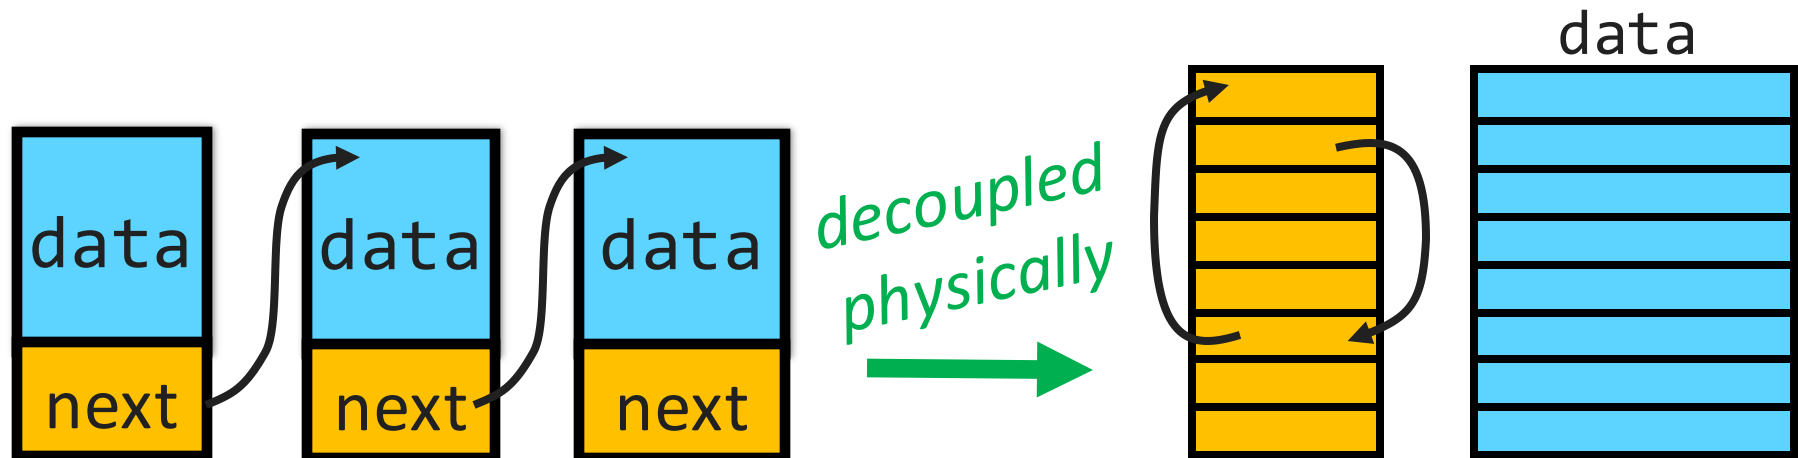 data
data
data
next
next
next
decoupled
physically
data